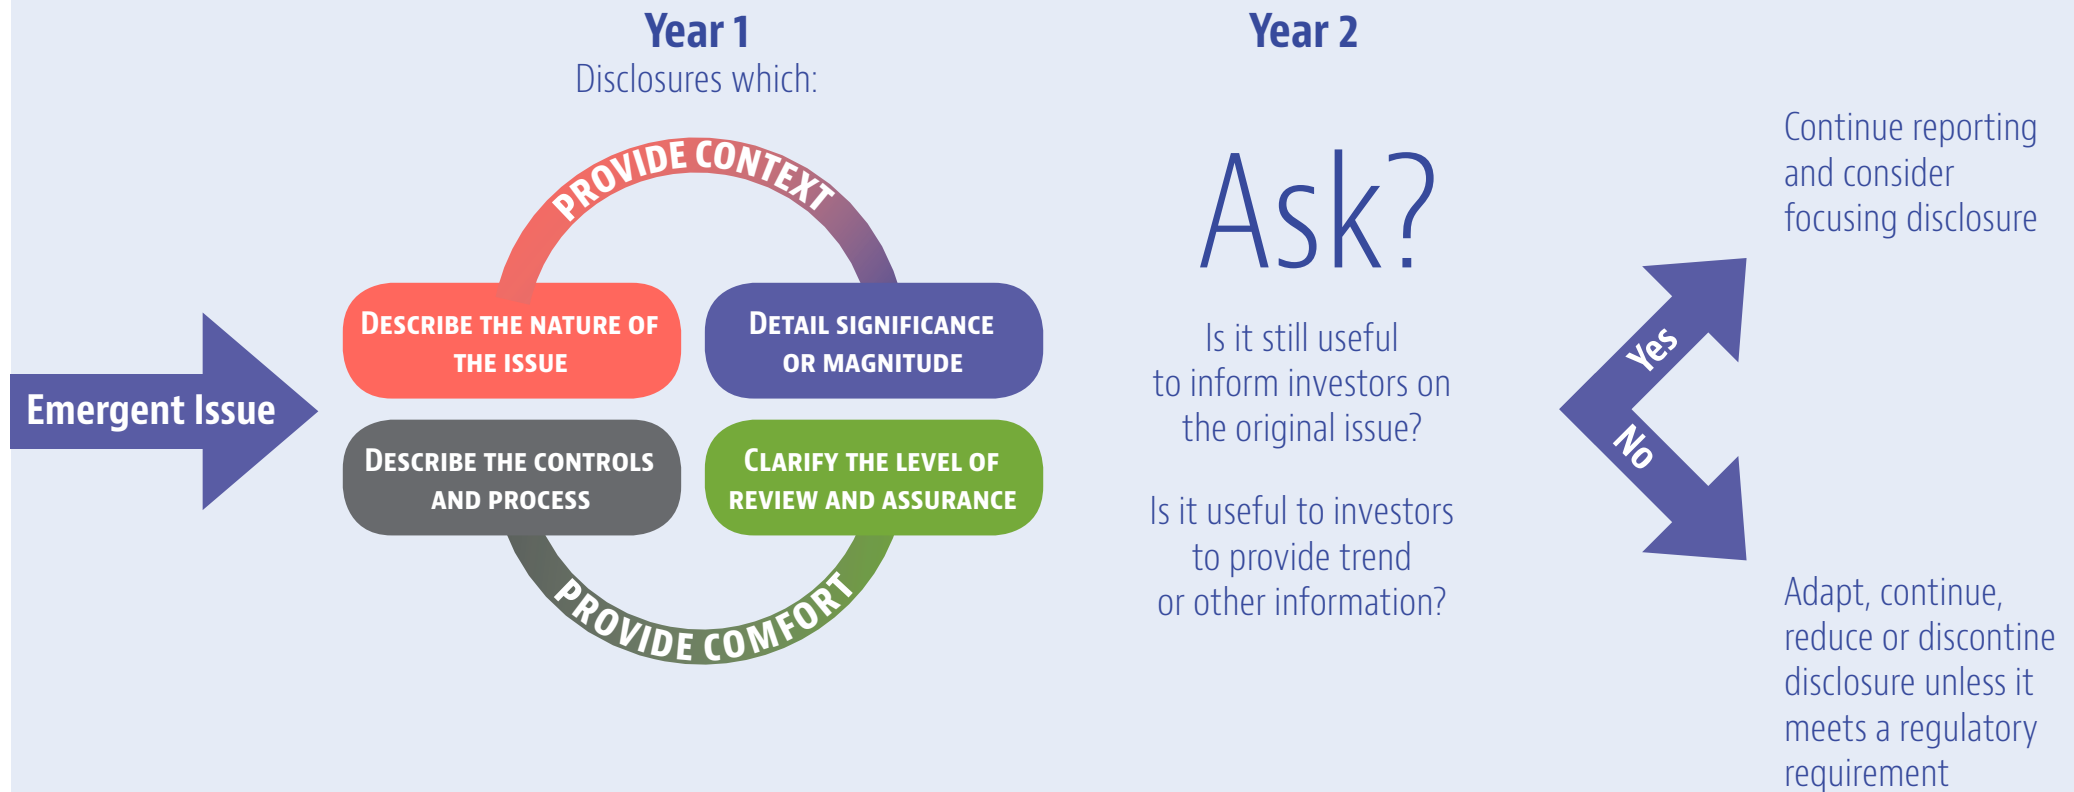 Year 1
Disclosures which:
PROVIDE CONTEXT
DESCRIBE THE NATURE OF
THE ISSUE
DETAIL SIGNIFICANCE
OR MAGNITUDE
Emergent Issue
DESCRIBE THE CONTROLS
AND PROCESS
CLARIFY THE LEVEL OF
REVIEW AND ASSURANCE
PROVIDE COMFORT
Year 2
Ask?
Is it still useful
to inform investors on
the original issue?
Is it useful to investors
to provide trend
or other information?
Yes
No
Continue reporting
and consider
focusing disclosure
Adapt, continue,
reduce or discontine
disclosure unless it
meets a regulatory
requirement